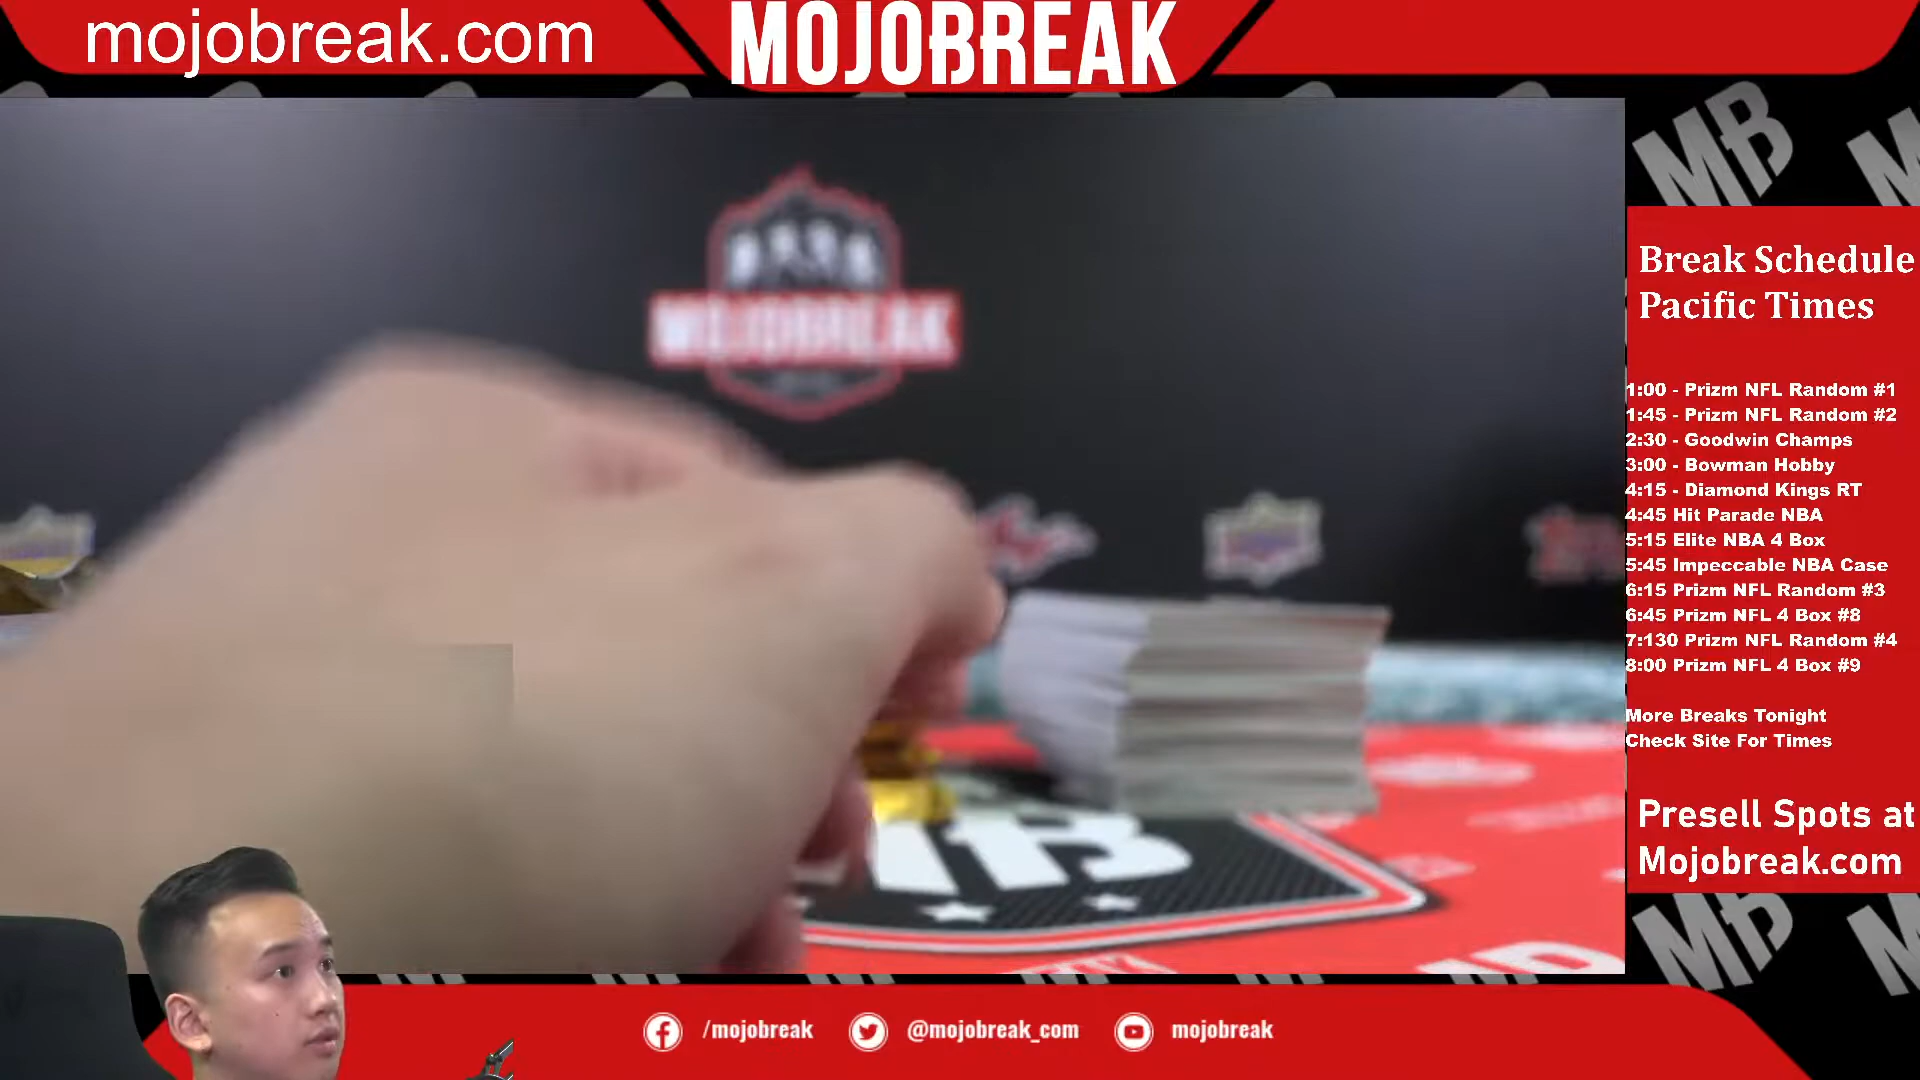 mojobreak.com
MOJOBREAK
MOJOBREAK
Break Schedule
Pacific Times
1:00 - Prizm NFL Random #1
1:45 - Prizm NFL Random #2
2:30 - Goodwin Champs
3:00 - Bowman Hobby
4:15 - Diamond Kings RT
4:45 Hit Parade NBA
5:15 Elite NBA 4 Box
5:45 Impeccable NBA Case
6:15 Prizm NFL Random #3
6:45 Prizm NFL 4 Box #8
7:130 Prizm NFL Random #4
8:00 Prizm NFL 4 Box #9
More Breaks Tonight
Check Site For Times
Presell Spots at
Mojobreak.com
MB
MB
/mojobreak
@mojobreak_com
mojobreak